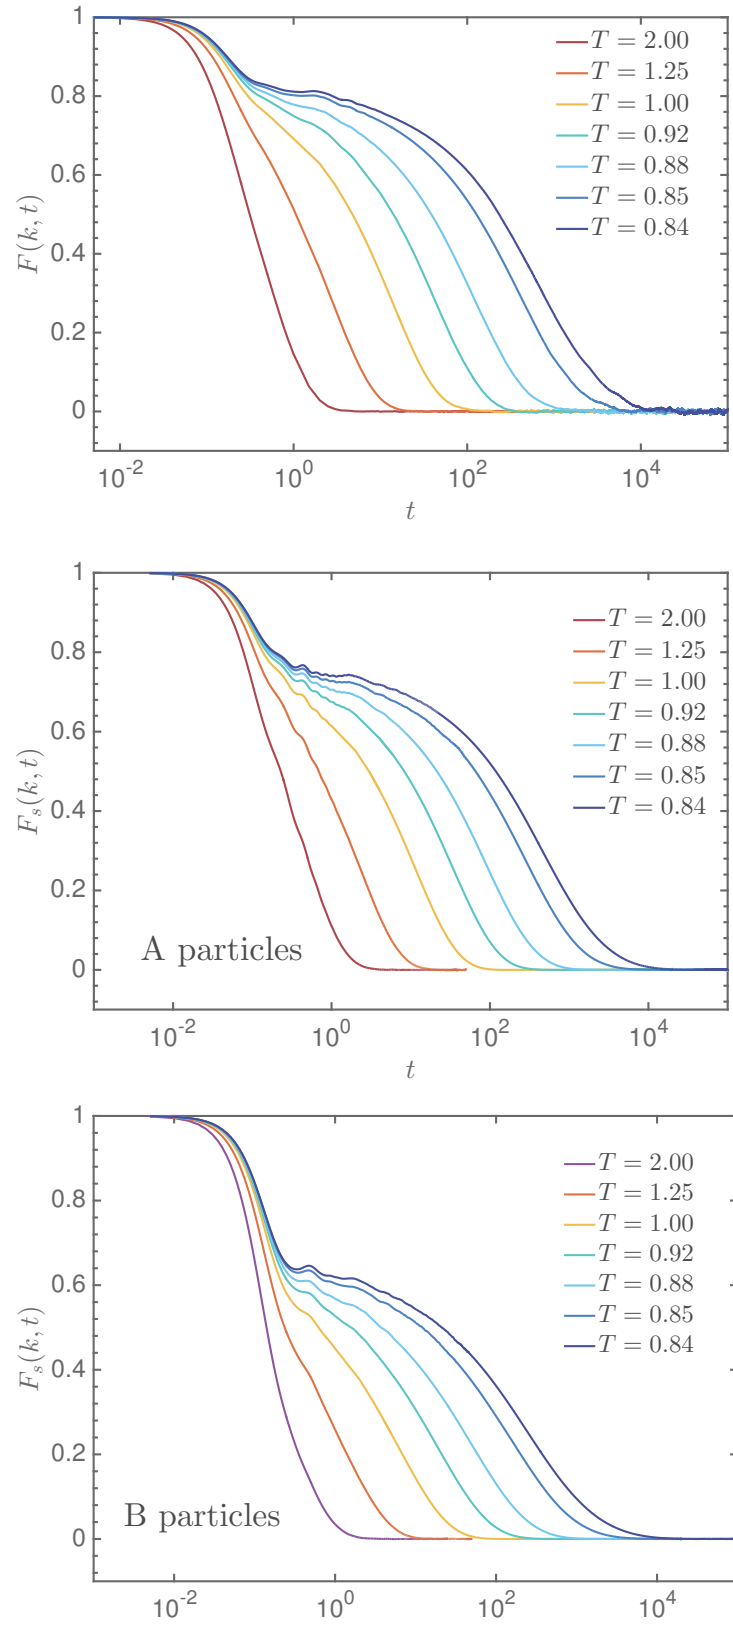 1
0.8
0.6
0.4
0.2
0
F(k, t)
T = 2.00
T = 1.25
T = 1.00
T = 0.92
T = 0.88
T = 0.85
T = 0.84
10^-2
10^0
10^2
10^4
t
1
0.8
0.6
0.4
0.2
0
F_s(k, t)
T = 2.00
T = 1.25
T = 1.00
T = 0.92
T = 0.88
T = 0.85
T = 0.84
A particles
10^-2
10^0
10^2
10^4
t
1
0.8
0.6
0.4
0.2
0
F_s(k, t)
T = 2.00
T = 1.25
T = 1.00
T = 0.92
T = 0.88
T = 0.85
T = 0.84
B particles
10^-2
10^0
10^2
10^4